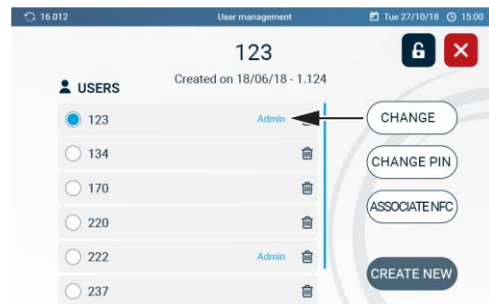 16.012 User management Tue 27/10/18 15:00
123
Created on 18/06/18 - 1.124
USERS
123 Admin
CHANGE
134
CHANGE PIN
170
ASSOCIATE NFC
220
222 Admin
CREATE NEW
237